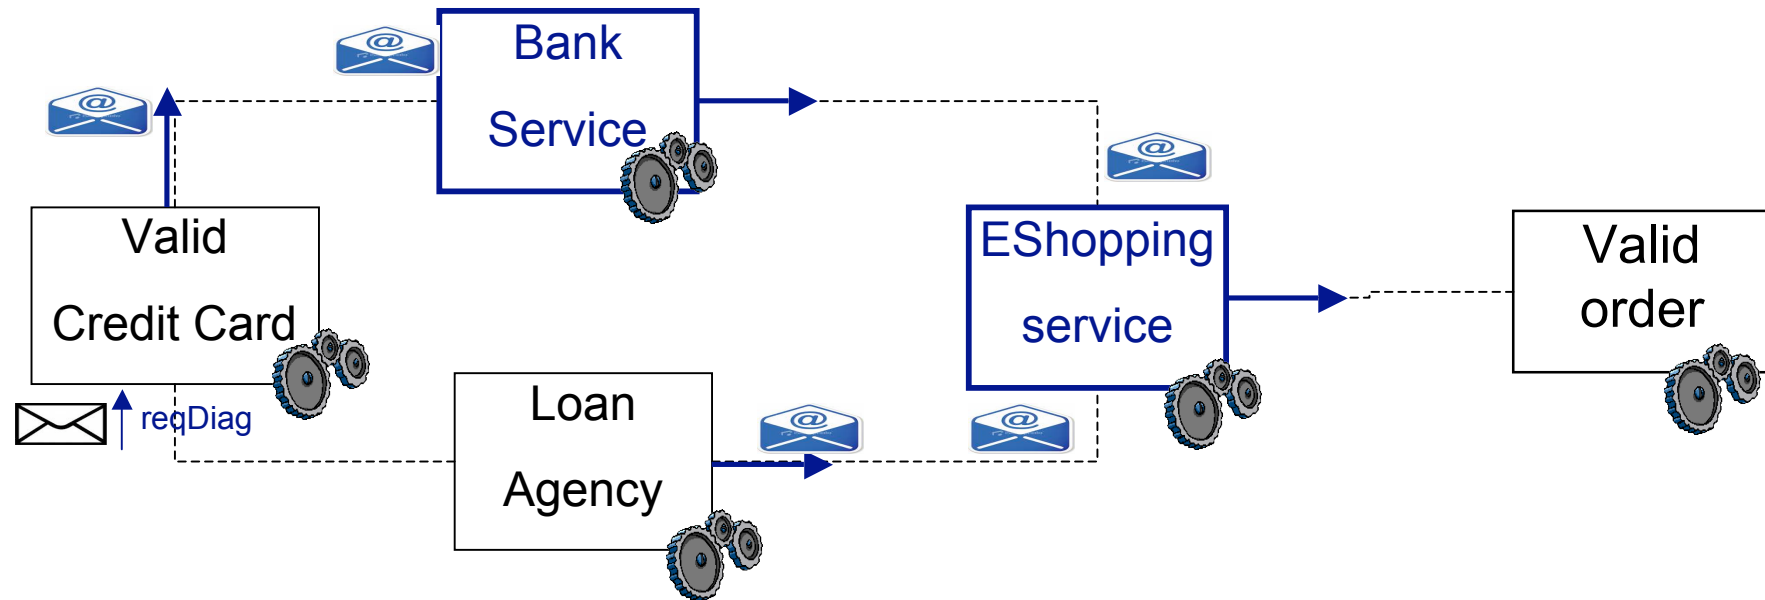 Bank
Service
Valid
Credit Card
EShopping
service
Valid
order
reqDiag
Loan
Agency